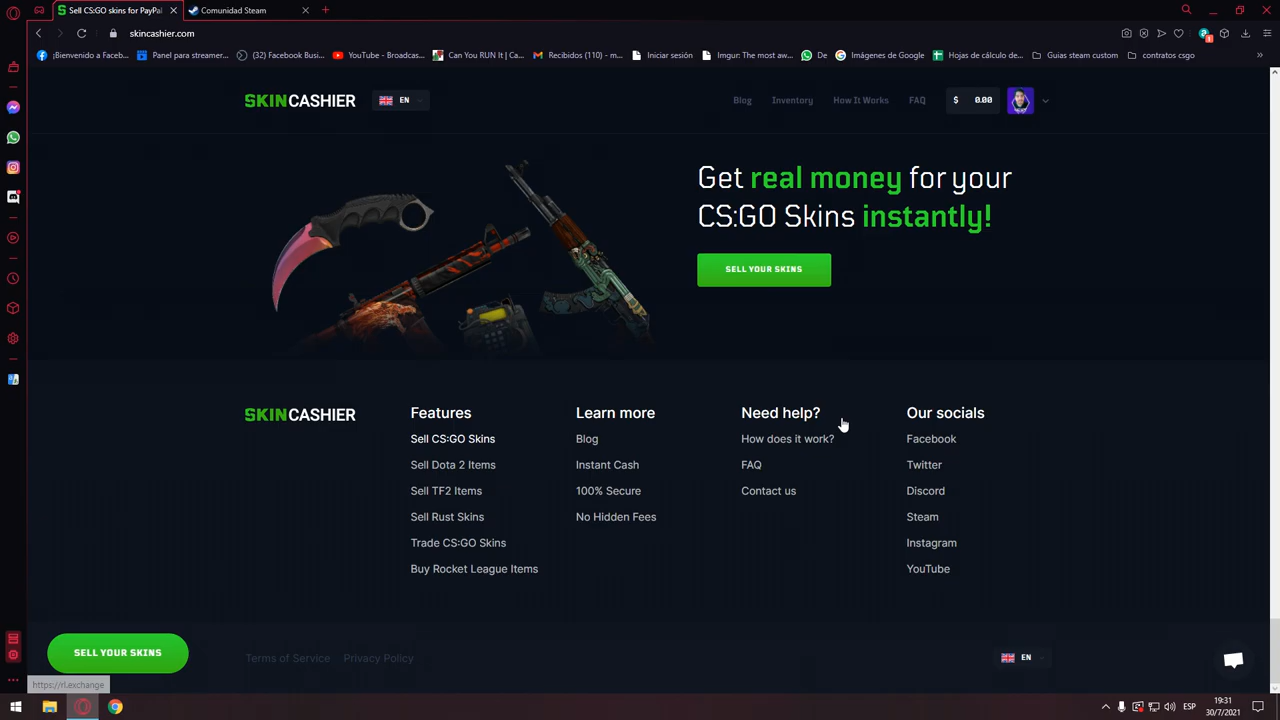 Sell CS:GO skins for PayPal
Comunidad Steam
skincashier.com
¡Bienvenido a Faceb...
Panel para streamer...
(32) Facebook Busi...
YouTube - Broadcas...
Can You RUN It | Ca...
Recibidos (110) - m...
Iniciar sesión
Imgur: The most aw...
De
Imágenes de Google
Hojas de cálculo de...
Guias steam custom
contratos csgo
SKINCASHIER
EN
Blog
Inventory
How It Works
FAQ
$ 0.00
Get real money for your
CS:GO Skins instantly!
SELL YOUR SKINS
SKINCASHIER
Features
Sell CS:GO Skins
Sell Dota 2 Items
Sell TF2 Items
Sell Rust Skins
Trade CS:GO Skins
Buy Rocket League Items
Learn more
Blog
Instant Cash
100% Secure
No Hidden Fees
Need help?
How does it work?
FAQ
Contact us
Our socials
Facebook
Twitter
Discord
Steam
Instagram
YouTube
SELL YOUR SKINS
Terms of Service
Privacy Policy
EN
https://rl.exchange
ESP
19:31
30/7/2021